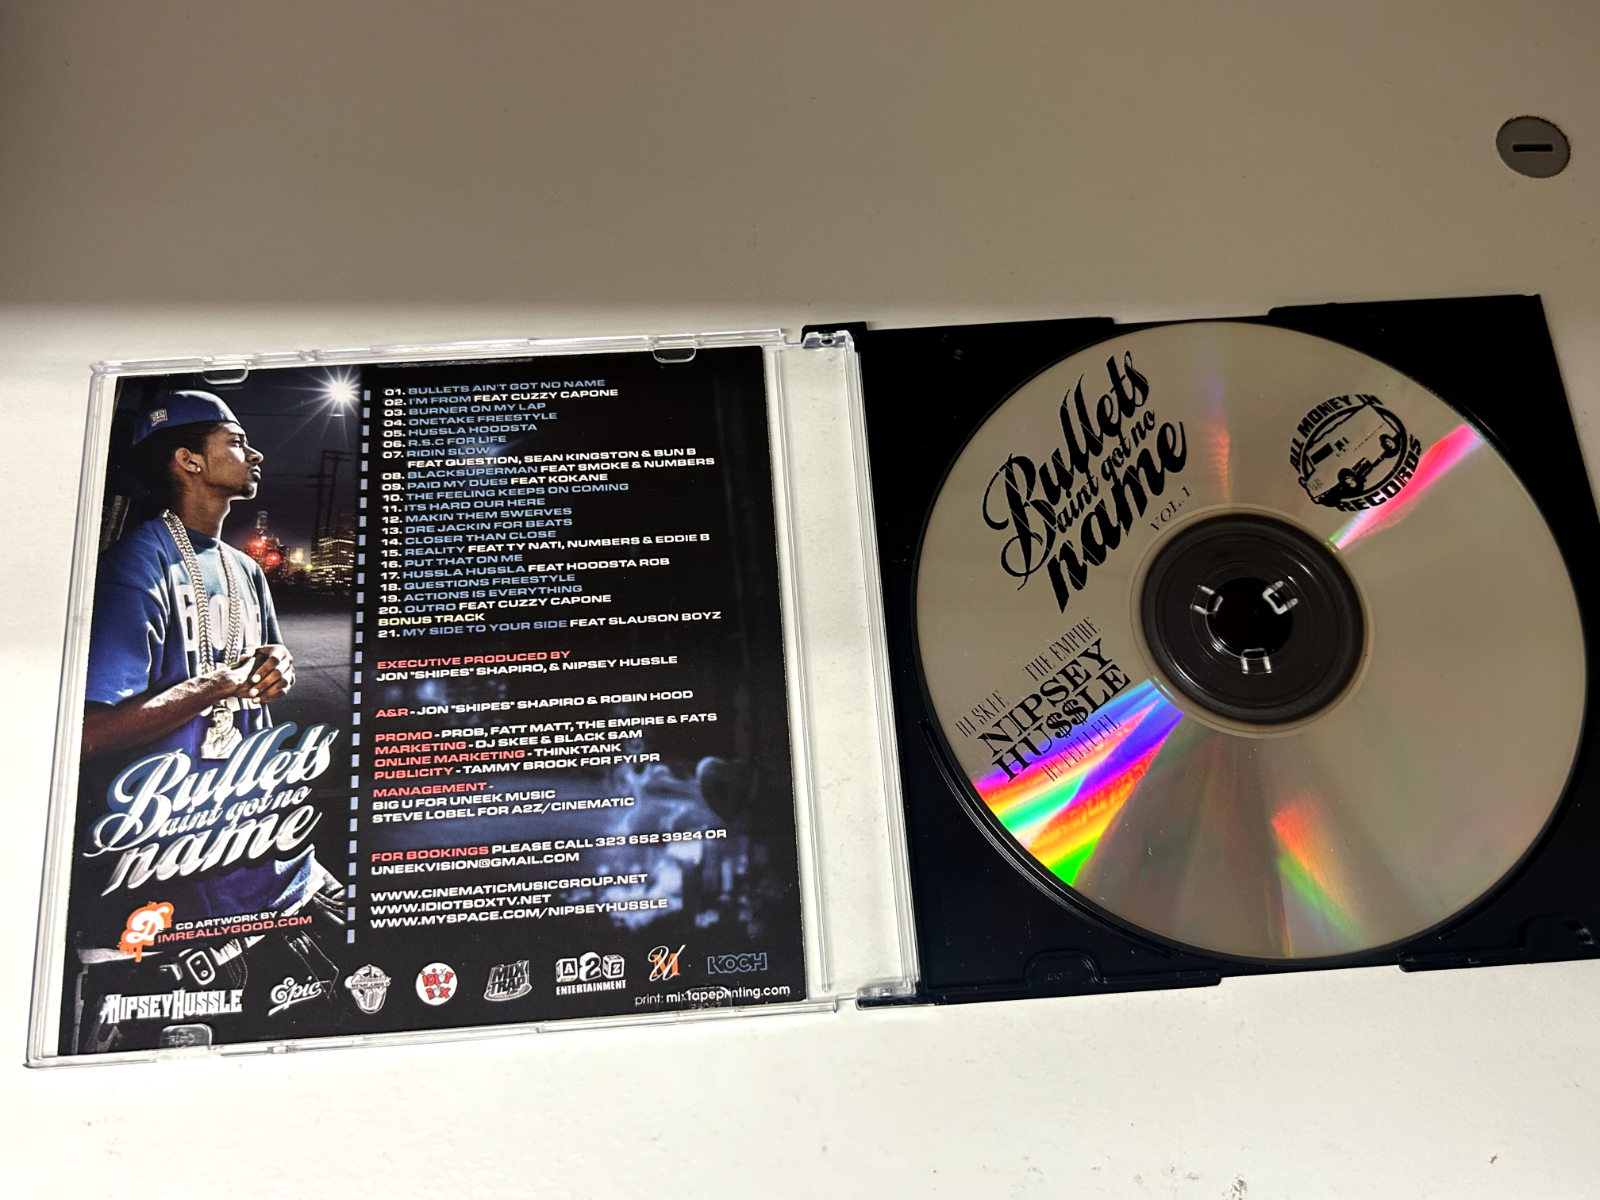 01. BULLETS AIN'T GOT NO NAME
02. I'M FROM FEAT CUZZY CAPONE
03. BURNER ON MY LAP
04. ONETAKE FREESTYLE
05. HUSSLA HOODSTA
06. R.S.C FOR LIFE
07. RIDIN SLOW
FEAT QUESTION, SEAN KINGSTON & BUN B
08. BLACKSUPERMAN FEAT SMOKE & NUMBERS
09. PAID MY DUES FEAT KOKANE
10. THE FEELING KEEPS ON COMING
11. ITS HARD OUR HERE
12. MAKIN THEM SWERVES
13. DRE JACKIN FOR BEATS
14. CLOSER THAN CLOSE
15. REALITY FEAT TY NATI, NUMBERS & EDDIE B
16. PUT THAT ON ME
17. HUSSLA HUSSLA FEAT HOODSTA ROB
18. QUESTIONS FREESTYLE
19. ACTIONS IS EVERYTHING
20. OUTRO FEAT CUZZY CAPONE
BONUS TRACK
21. MY SIDE TO YOUR SIDE FEAT SLAUSON BOYZ
EXECUTIVE PRODUCED BY
JON "SHIPES" SHAPIRO, & NIPSEY HUSSLE
A&R - JON "SHIPES" SHAPIRO & ROBIN HOOD
PROMO - PROB, FATT MATT, THE EMPIRE & FATS
MARKETING - DJ SKEE & BLACK SAM
ONLINE MARKETING - THINKTANK
PUBLICITY - TAMMY BROOK FOR FYI PR
MANAGEMENT -
BIG U FOR UNEEK MUSIC
STEVE LOBEL FOR A2Z/CINEMATIC
FOR BOOKINGS PLEASE CALL 323 652 3924 OR
UNEEKVISION@GMAIL.COM
WWW.CINEMATICMUSICGROUP.NET
WWW.IDIOTBOXTV.NET
WWW.MYSPACE.COM/NIPSEYHUSSLE
Bullets
aint got no
name
CD ARTWORK BY
IMREALLYGOOD.COM
NIPSEY HUSSLE
Epic
IDIOT
BOX
MIX
TRAP
A2Z
ENTERTAINMENT
KOCH
print: mixtapeprinting.com
Bullets
aint got no
name
VOL. 1
ALL MONEY IN
RECORDS
DJ SKEE THE EMPIRE
NIPSEY
HU$$LE